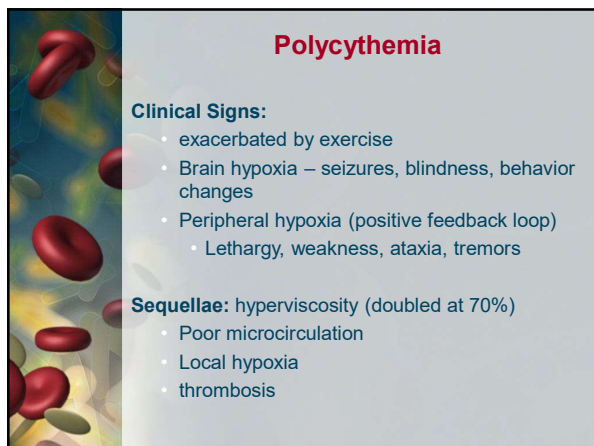 Polycythemia
Clinical Signs:
• exacerbated by exercise
• Brain hypoxia – seizures, blindness, behavior
changes
• Peripheral hypoxia (positive feedback loop)
• Lethargy, weakness, ataxia, tremors
Sequellae: hyperviscosity (doubled at 70%)
• Poor microcirculation
• Local hypoxia
• thrombosis